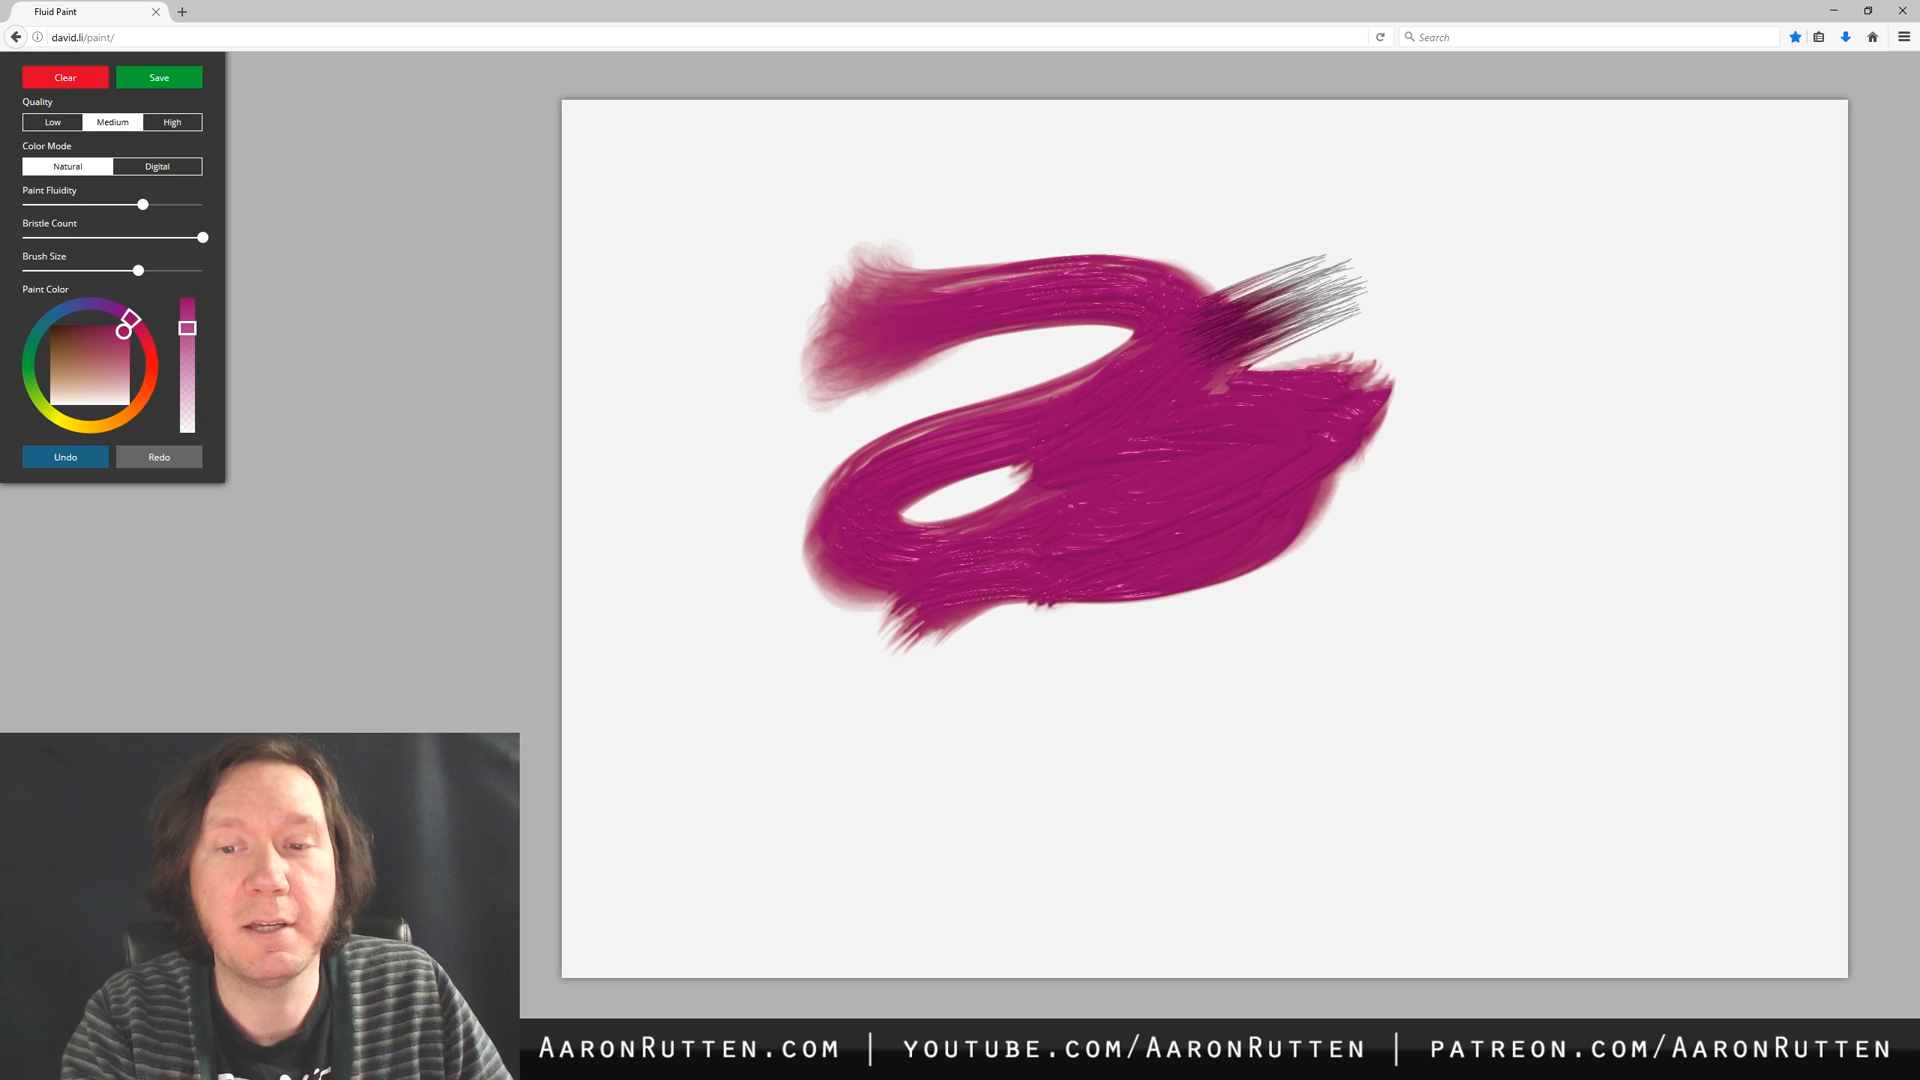 Fluid Paint
david.li/paint/
Search
Clear
Save
Quality
Low
Medium
High
Color Mode
Natural
Digital
Paint Fluidity
Bristle Count
Brush Size
Paint Color
Undo
Redo
AaronRutten.com | youtube.com/AaronRutten | patreon.com/AaronRutten